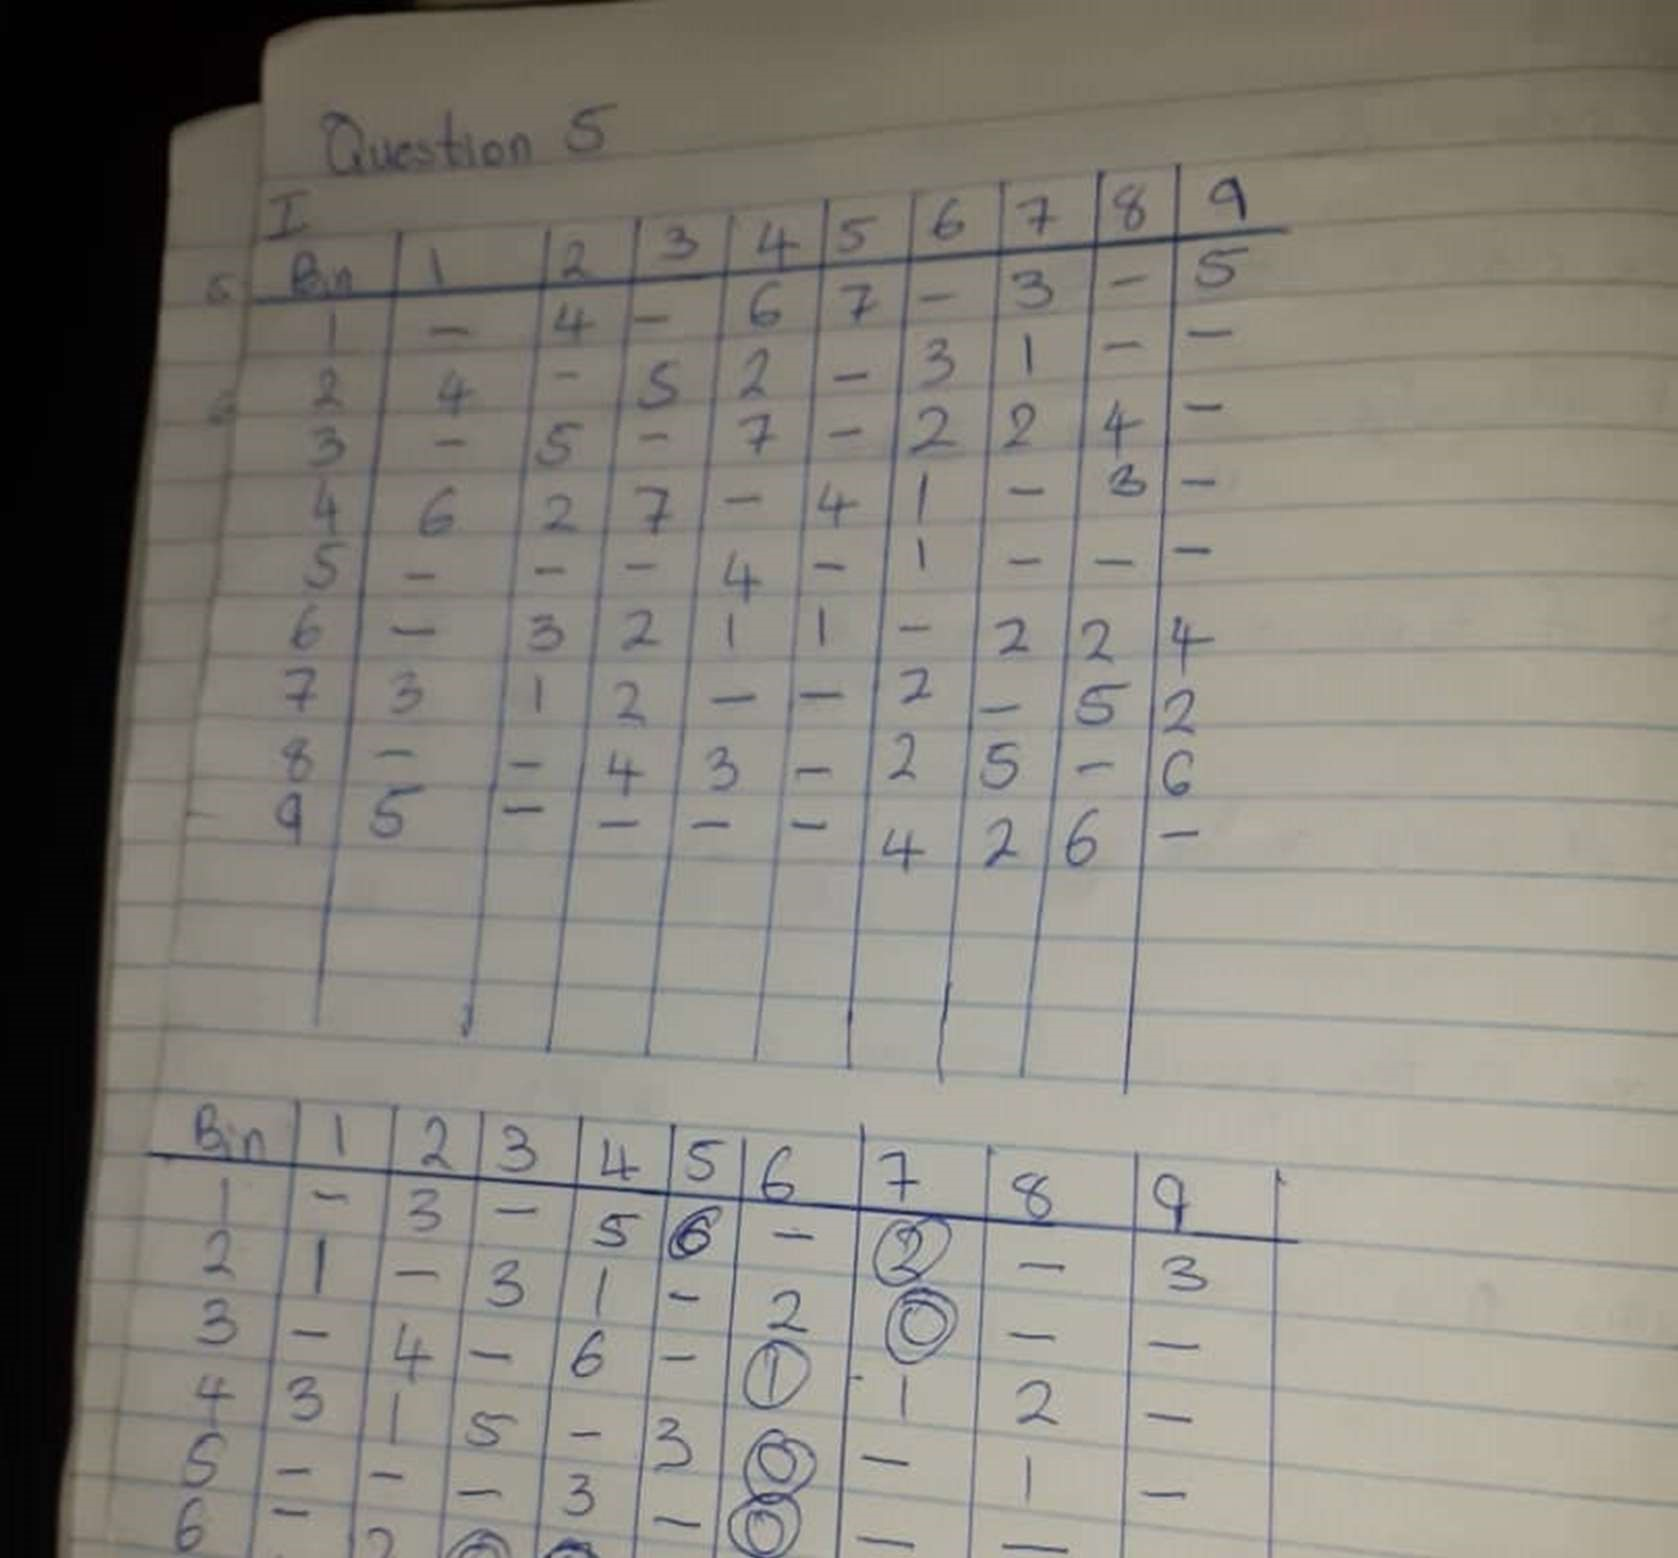 Question 5
I
Bin 1 2 3 4 5 6 7 8 9
1 – 4 – 6 7 – 3 – 5
2 4 – 5 2 – 3 1 – –
3 – 5 – 7 – 2 2 4 –
4 6 2 7 – 4 1 – 3 –
5 – – – 4 – 1 – – –
6 – 3 2 1 1 – 2 2 4
7 3 1 2 – – 2 – 5 2
8 – – 4 3 – 2 5 – 6
9 5 – – – – 4 2 6 –
Bin 1 2 3 4 5 6 7 8 9
1 – 3 – 5 6 – 2 – 3
2 1 – 3 1 – 2 0 – –
3 – 4 – 6 – 1 1 2 –
4 3 1 5 – 3 0 – 1 –
5 – – – 3 – 0 – –
6 – 2